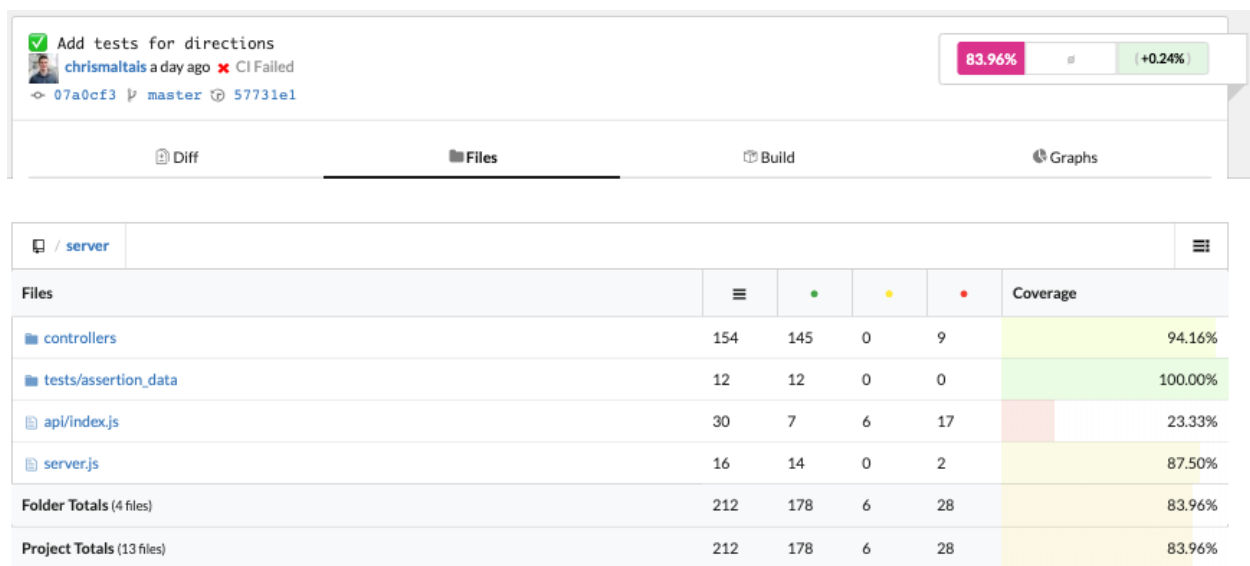 Add tests for directions
chrismaltais a day ago ✖ CI Failed
07a0cf3 master 57731e1
83.96% ø (+0.24%)
Diff Files Build Graphs
/ server
Files Coverage
controllers 154 145 0 9 94.16%
tests/assertion_data 12 12 0 0 100.00%
api/index.js 30 7 6 17 23.33%
server.js 16 14 0 2 87.50%
Folder Totals (4 files) 212 178 6 28 83.96%
Project Totals (13 files) 212 178 6 28 83.96%